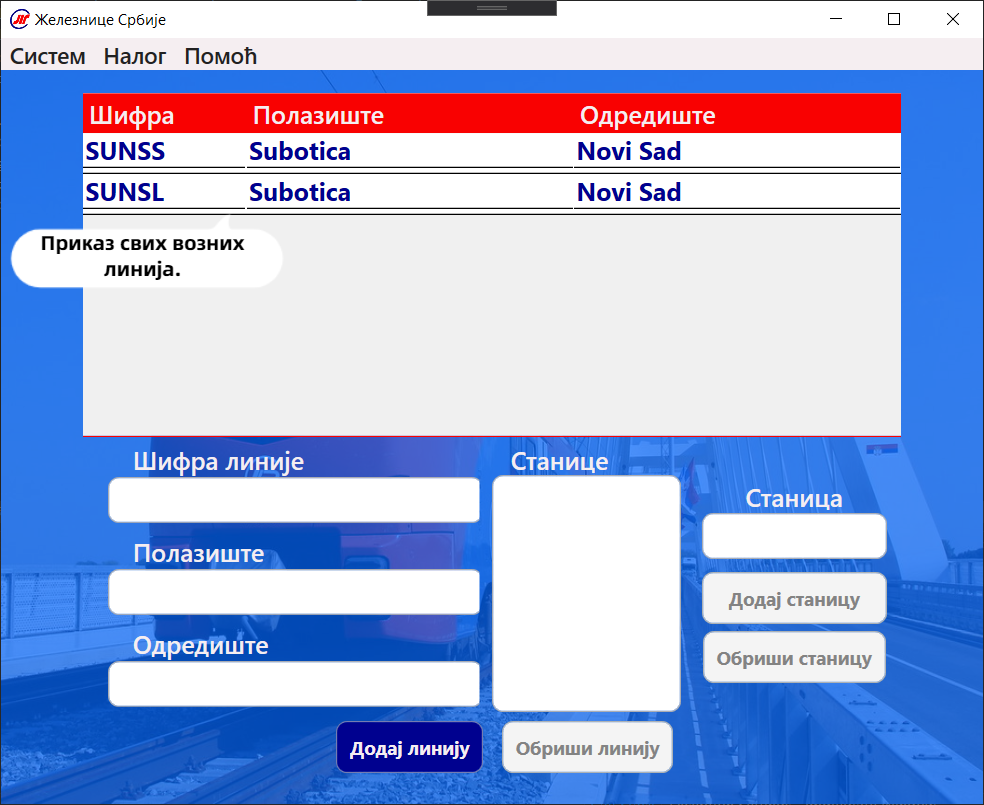 Железнице Србије
Систем Налог Помоћ
Шифра Полазиште Одредиште
SUNSS Subotica Novi Sad
SUNSL Subotica Novi Sad
Приказ свих возних
линија.
Шифра линије
Станице
Станица
Полазиште
Додај станицу
Одредиште
Обриши станицу
Додај линију
Обриши линију